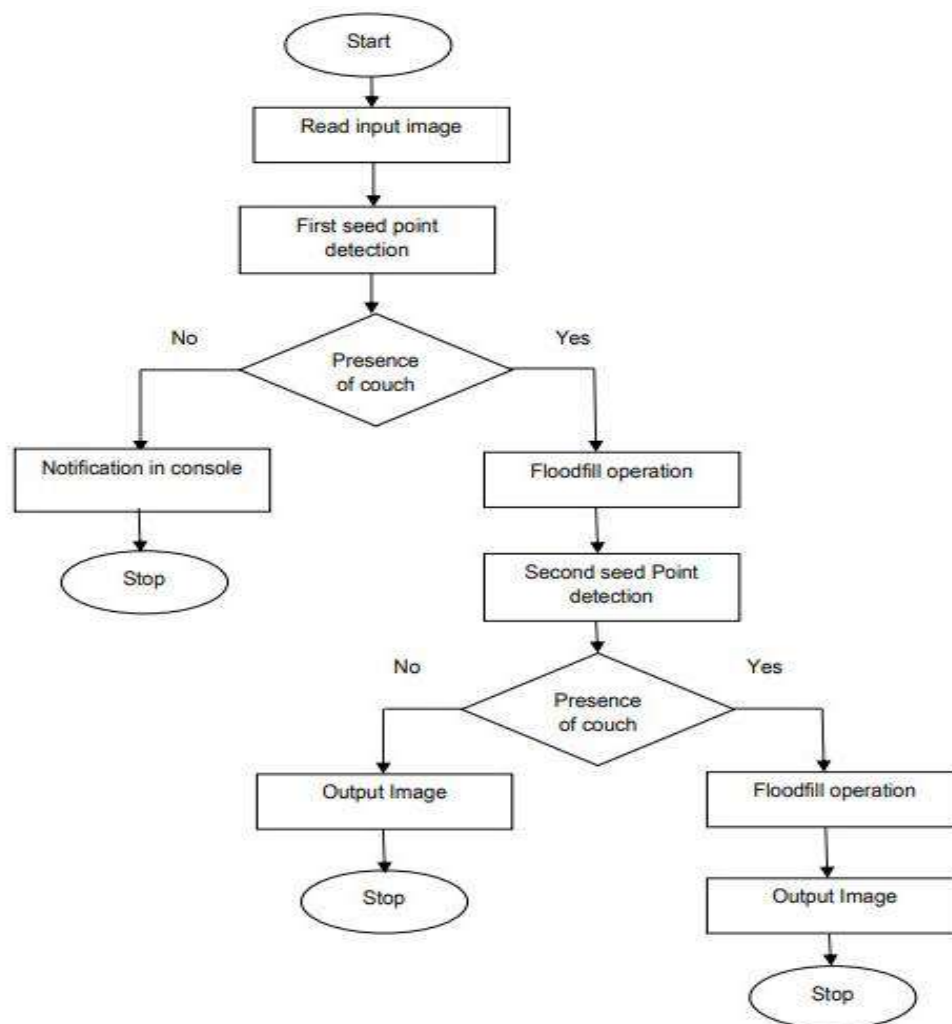 Start
Read input image
First seed point
detection
No
Yes
Presence
of couch
Notification in console
Floodfill operation
Stop
Second seed Point
detection
No
Yes
Presence
of couch
Output Image
Floodfill operation
Stop
Output Image
Stop